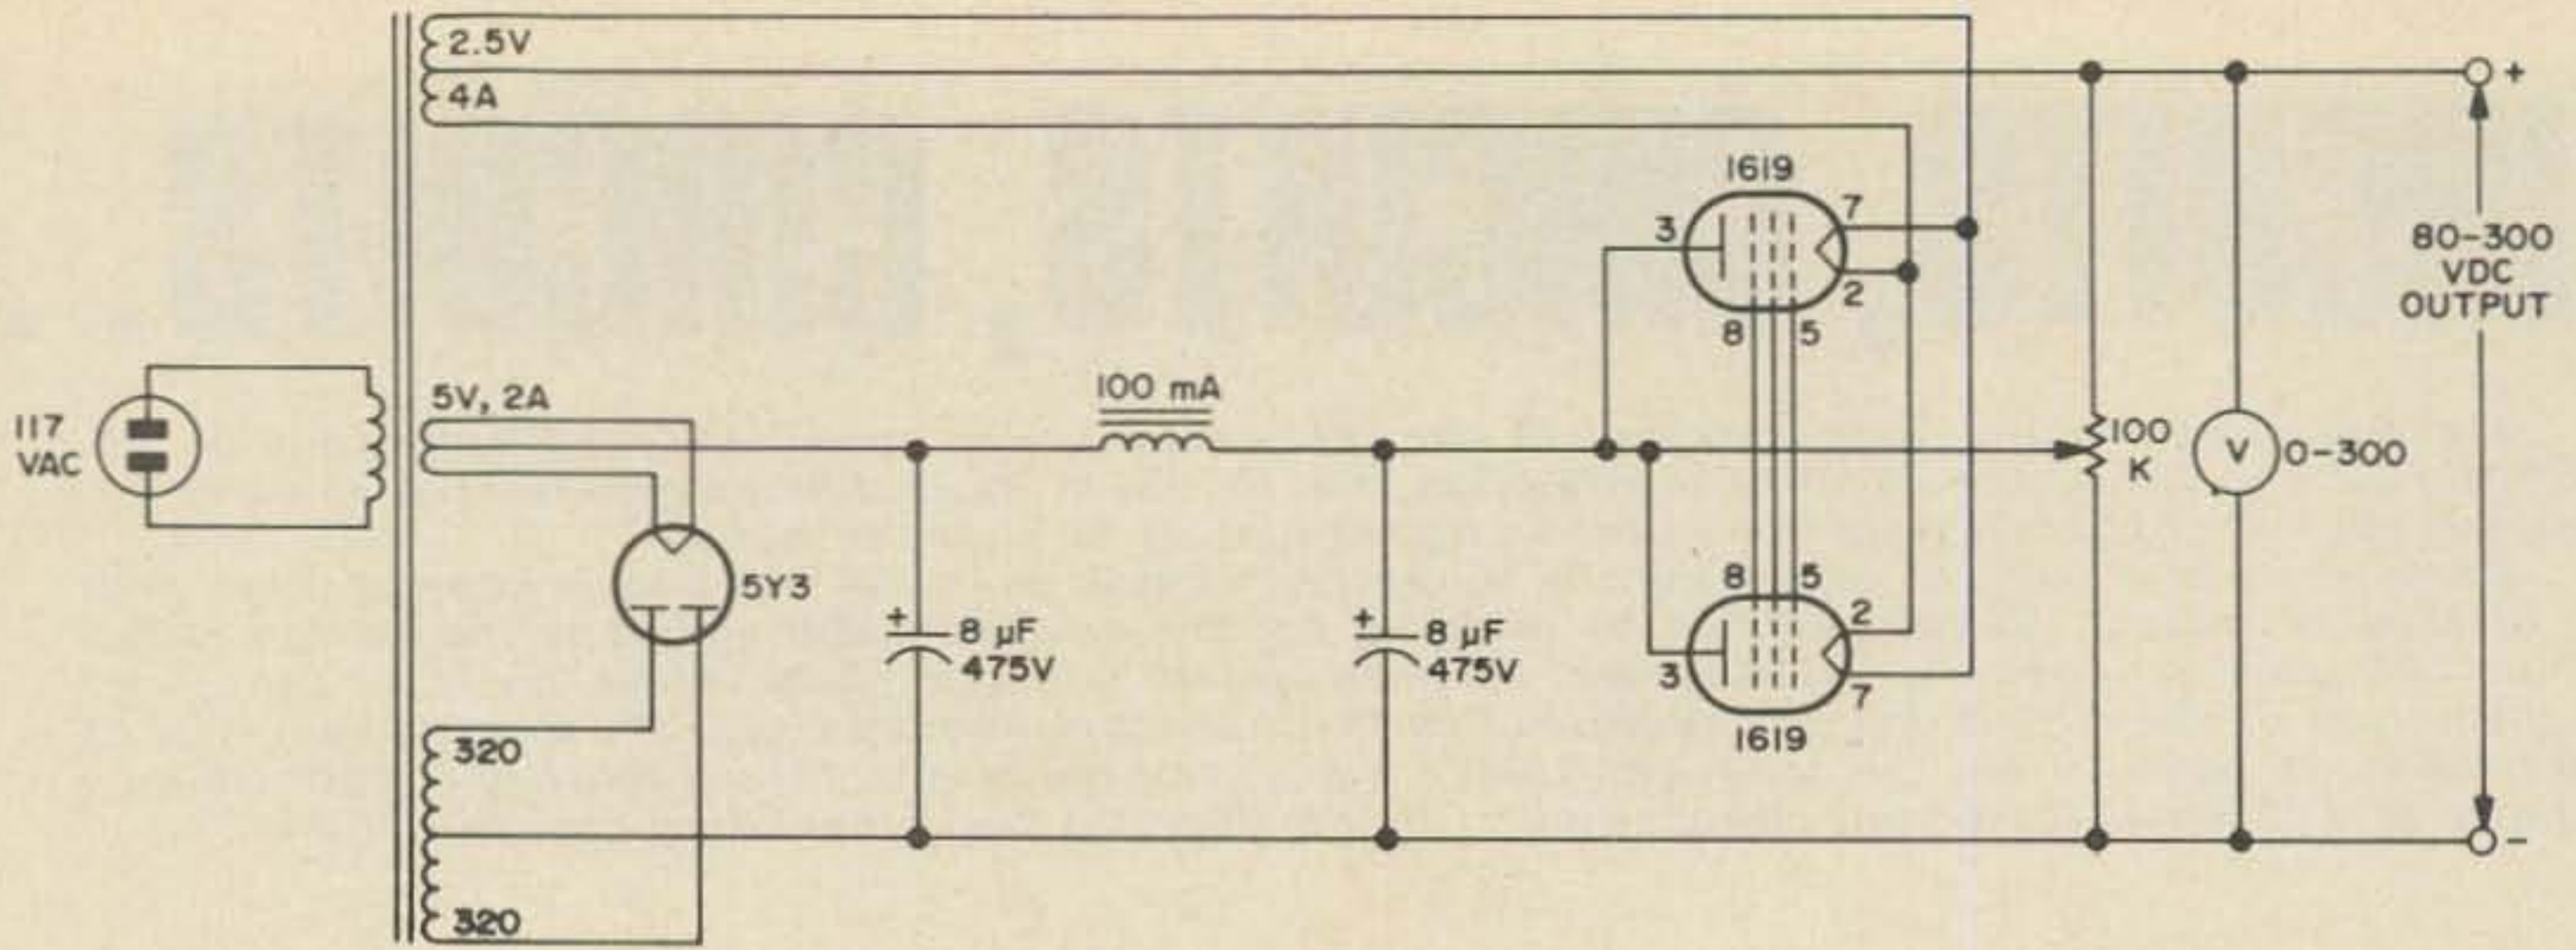 2.5V
4A
+
80-300
VDC
OUTPUT
1619
7
3
2
8
5
117
VAC
5V, 2A
100 mA
100
K
V
0-300
5Y3
+
8 µF
475V
+
8 µF
475V
8
5
2
3
7
1619
320
320
-